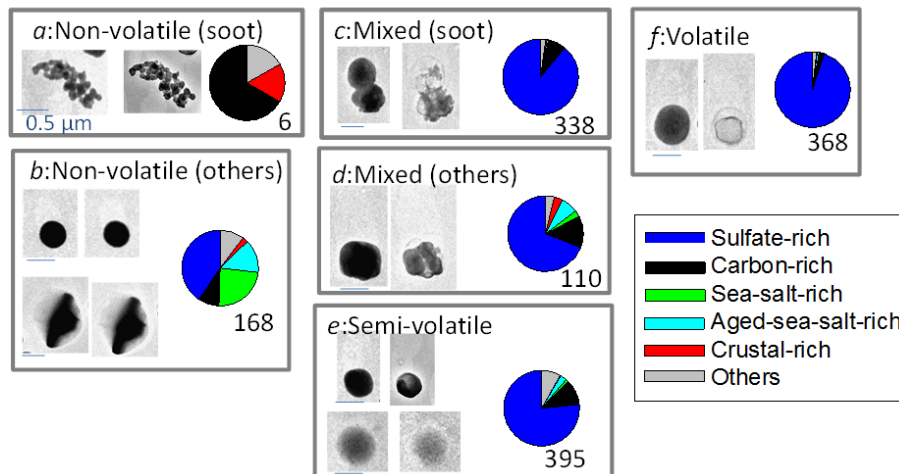 a:Non-volatile (soot)
0.5 µm
6
b:Non-volatile (others)
168
c:Mixed (soot)
338
d:Mixed (others)
110
e:Semi-volatile
395
f:Volatile
368
Sulfate-rich
Carbon-rich
Sea-salt-rich
Aged-sea-salt-rich
Crustal-rich
Others